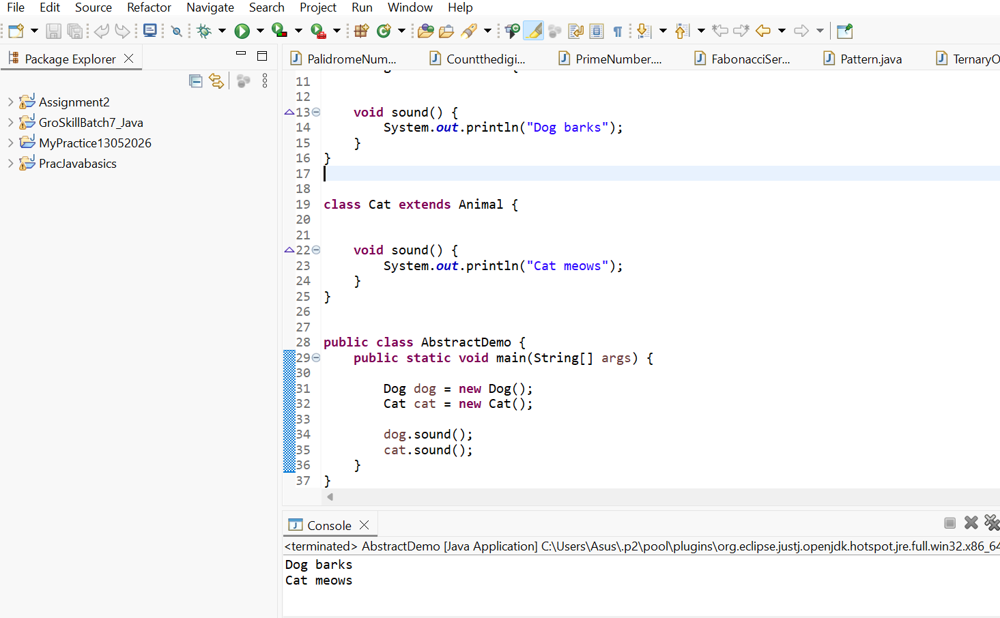 File Edit Source Refactor Navigate Search Project Run Window Help
Package Explorer
PalidromeNum... Countthedigi... PrimeNumber.... FabonacciSer... Pattern.java TernaryO
Assignment2
GroSkillBatch7_Java
MyPractice13052026
PracJavabasics
11
12
13 void sound() {
14 System.out.println("Dog barks");
15 }
16 }
17
18
19 class Cat extends Animal {
20
21
22 void sound() {
23 System.out.println("Cat meows");
24 }
25 }
26
27
28 public class AbstractDemo {
29 public static void main(String[] args) {
30
31 Dog dog = new Dog();
32 Cat cat = new Cat();
33
34 dog.sound();
35 cat.sound();
36 }
37 }
Console
<terminated> AbstractDemo [Java Application] C:\Users\Asus\.p2\pool\plugins\org.eclipse.justj.openjdk.hotspot.jre.full.win32.x86_64
Dog barks
Cat meows